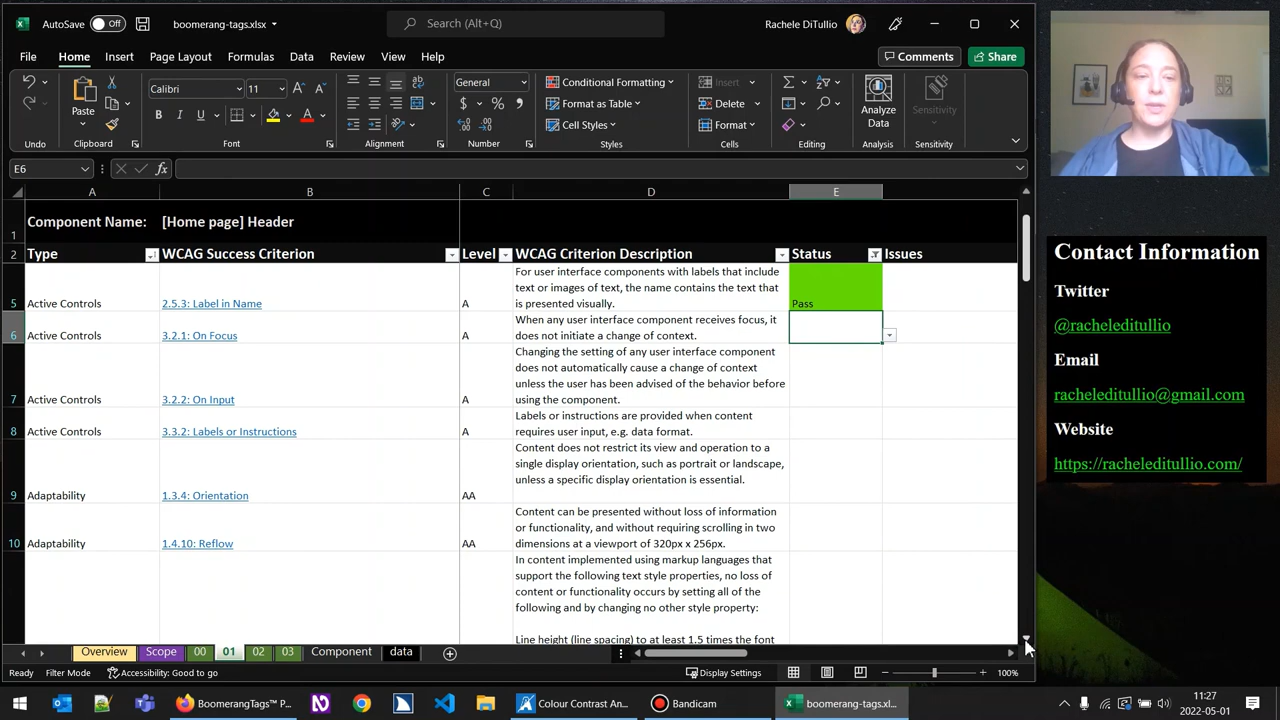 AutoSave Off boomerang-tags.xlsx Search (Alt+Q) Rachele DiTullio
File Home Insert Page Layout Formulas Data Review View Help Comments Share
Paste Calibri 11 General Conditional Formatting Insert Analyze Data Sensitivity
Format as Table Delete
Cell Styles Format
Undo Clipboard Font Alignment Number Styles Cells Editing Analysis Sensitivity
E6 fx
A B C D E
1 Component Name: [Home page] Header
2 Type WCAG Success Criterion Level WCAG Criterion Description Status Issues
For user interface components with labels that include
text or images of text, the name contains the text that
5 Active Controls 2.5.3: Label in Name A is presented visually. Pass
When any user interface component receives focus, it
6 Active Controls 3.2.1: On Focus A does not initiate a change of context.
Changing the setting of any user interface component
does not automatically cause a change of context
unless the user has been advised of the behavior before
7 Active Controls 3.2.2: On Input A using the component.
Labels or instructions are provided when content
8 Active Controls 3.3.2: Labels or Instructions A requires user input, e.g. data format.
Content does not restrict its view and operation to a
single display orientation, such as portrait or landscape,
unless a specific display orientation is essential.
9 Adaptability 1.3.4: Orientation AA
Content can be presented without loss of information
or functionality, and without requiring scrolling in two
10 Adaptability 1.4.10: Reflow AA dimensions at a viewport of 320px x 256px.
In content implemented using markup languages that
support the following text style properties, no loss of
content or functionality occurs by setting all of the
following and by changing no other style property:
Line height (line spacing) to at least 1.5 times the font
Overview Scope 00 01 02 03 Component data
Ready Filter Mode Accessibility: Good to go Display Settings 100%
BoomerangTags™ P... Colour Contrast An... Bandicam boomerang-tags.xl... 11:27
2022-05-01
Contact Information
Twitter
@racheleditullio
Email
racheleditullio@gmail.com
Website
https://racheleditullio.com/